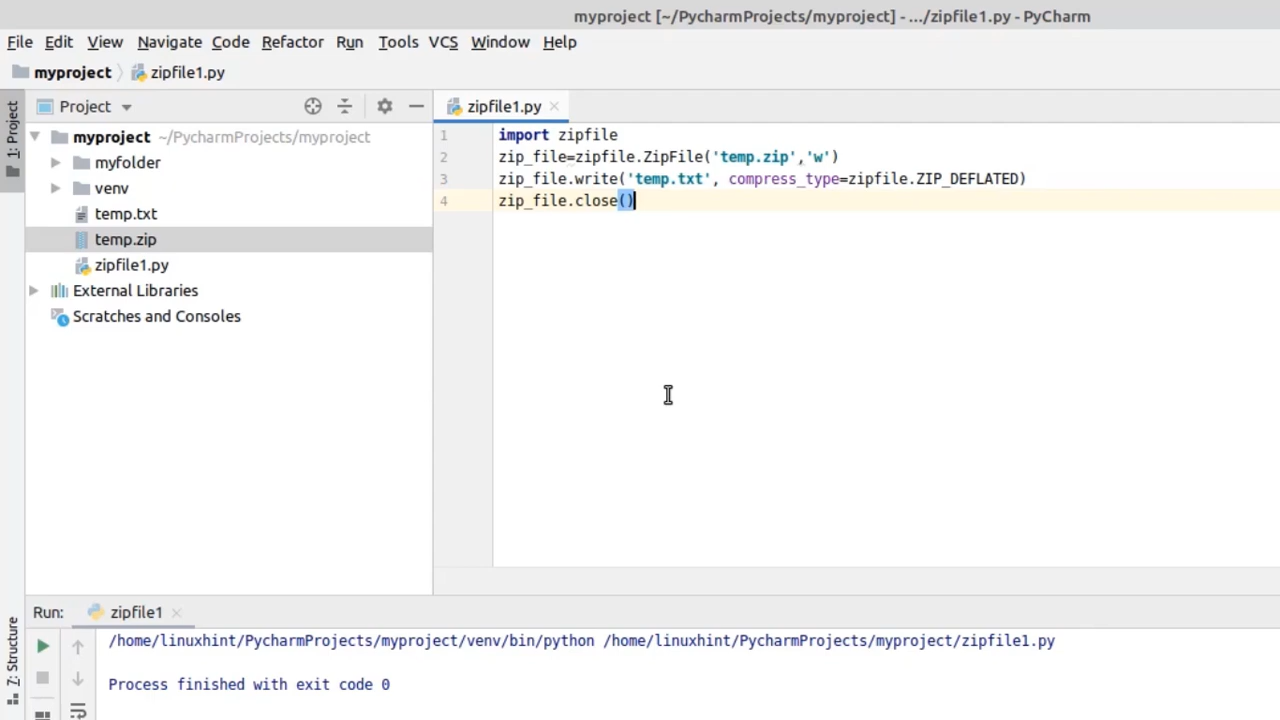 myproject [~/PycharmProjects/myproject] - .../zipfile1.py - PyCharm
File Edit View Navigate Code Refactor Run Tools VCS Window Help
myproject zipfile1.py
1: Project
Project
zipfile1.py
myproject ~/PycharmProjects/myproject
myfolder
venv
temp.txt
temp.zip
zipfile1.py
External Libraries
Scratches and Consoles
1 import zipfile
2 zip_file=zipfile.ZipFile('temp.zip','w')
3 zip_file.write('temp.txt', compress_type=zipfile.ZIP_DEFLATED)
4 zip_file.close()
7: Structure
Run: zipfile1
/home/linuxhint/PycharmProjects/myproject/venv/bin/python /home/linuxhint/PycharmProjects/myproject/zipfile1.py
Process finished with exit code 0